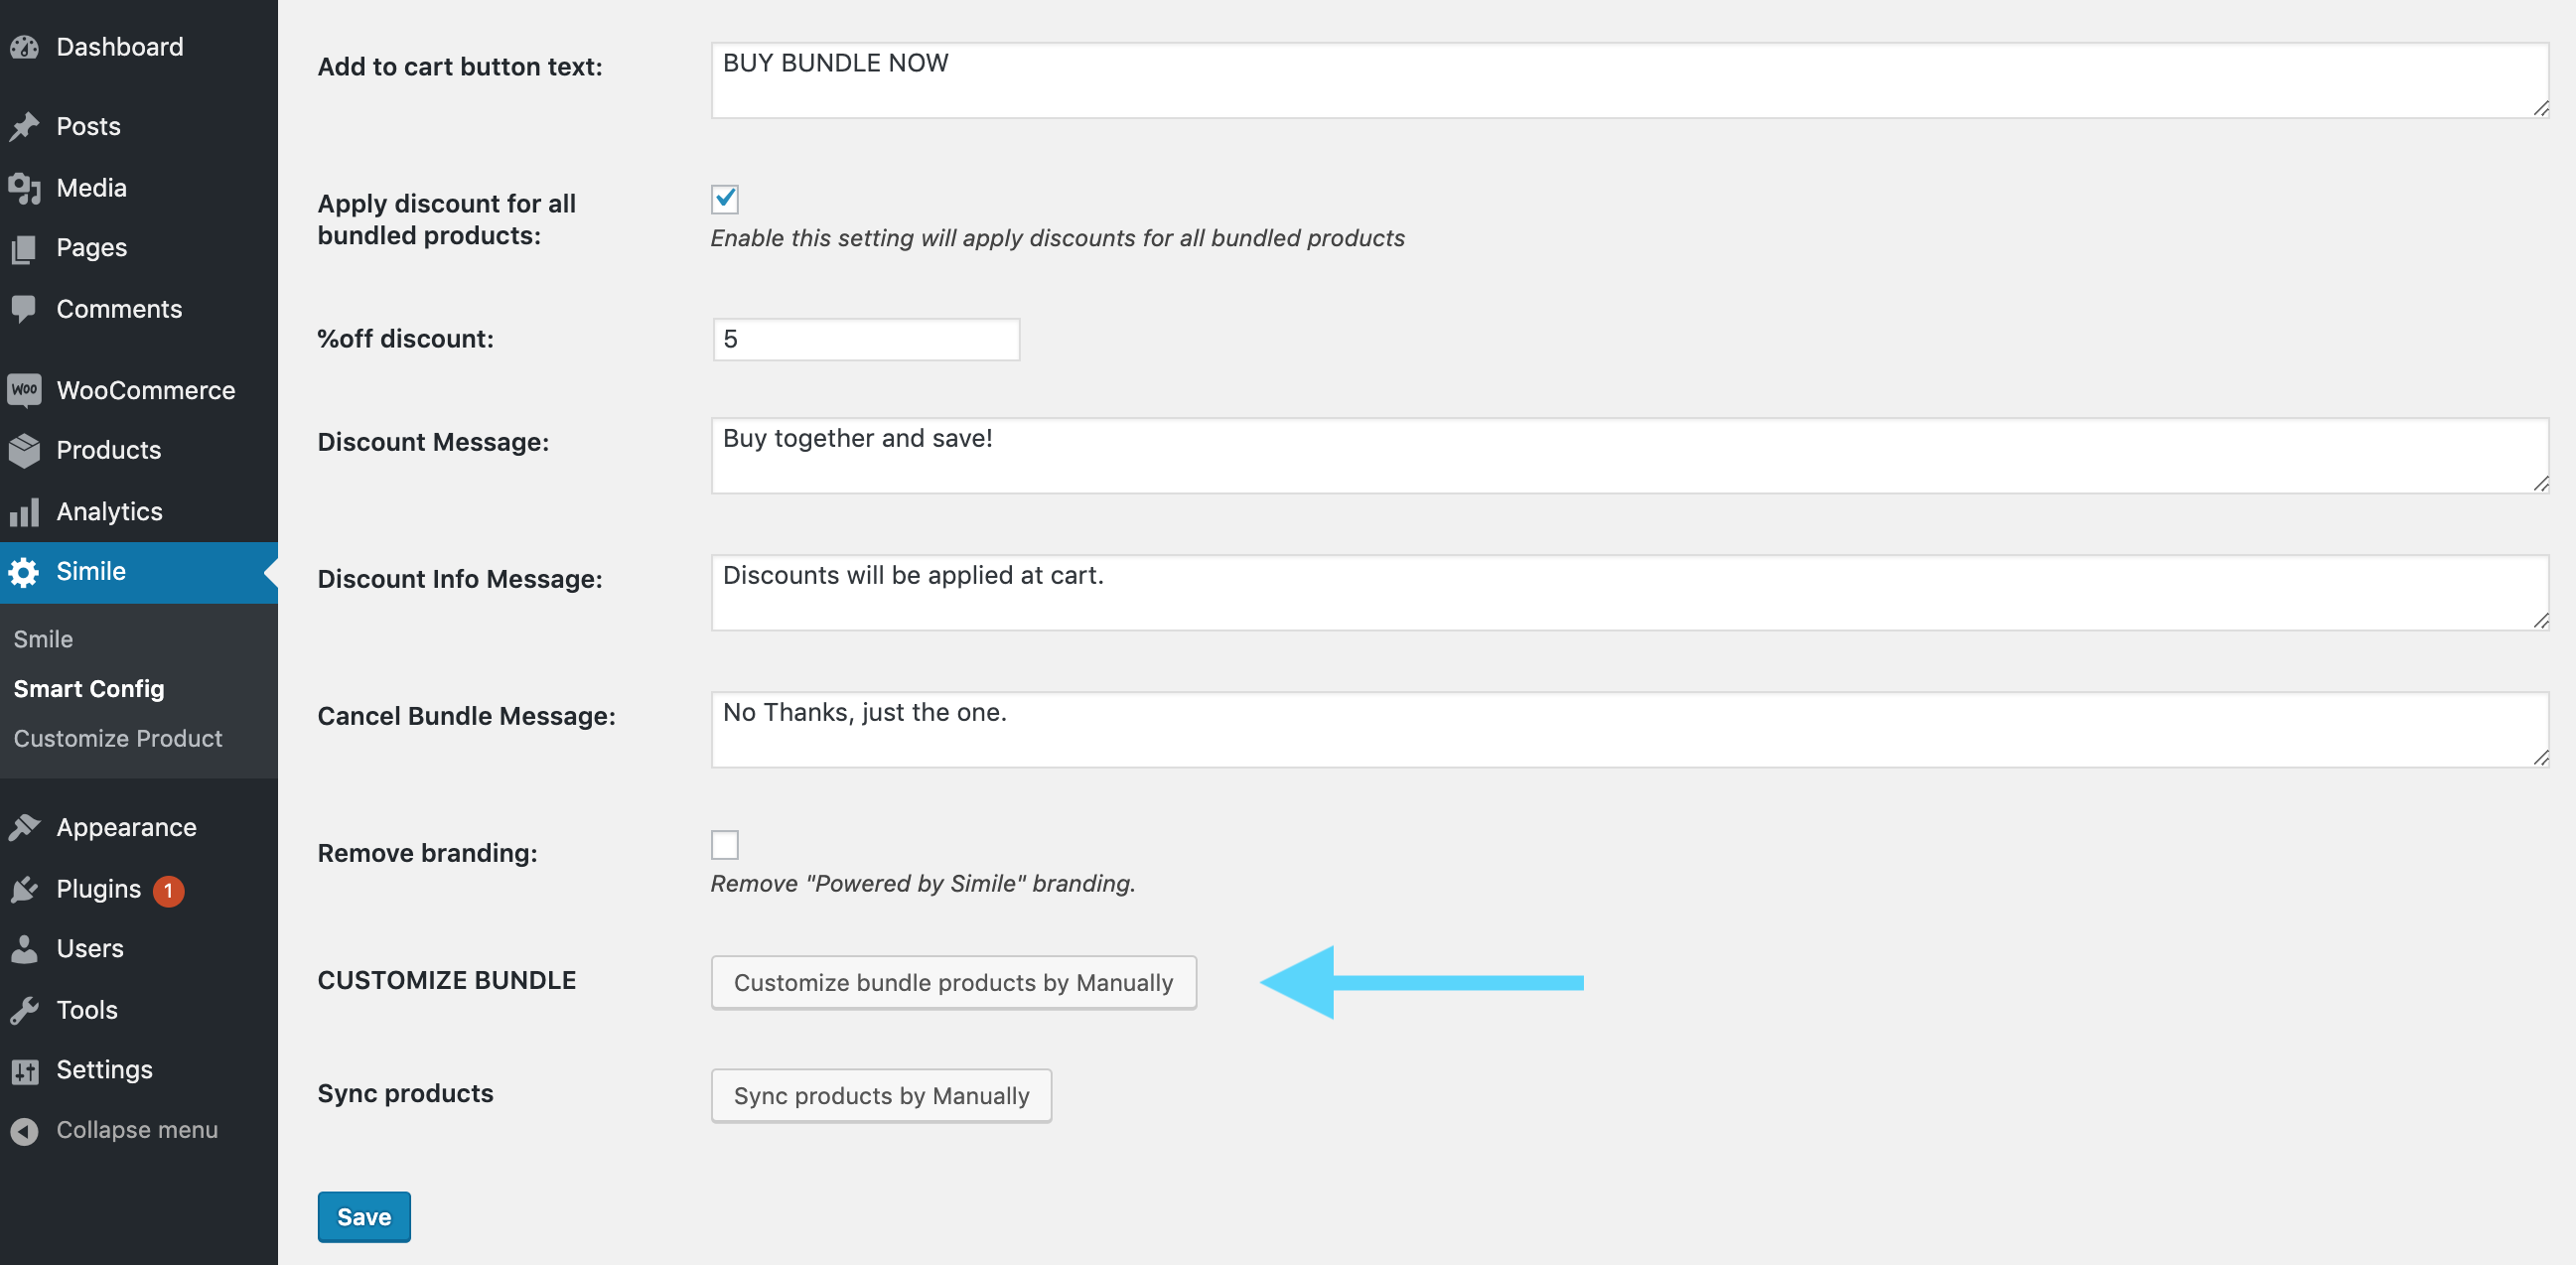 Dashboard
Posts
Media
Pages
Comments
WOO WooCommerce
Products
Analytics
Simile
Smile
Smart Config
Customize Product
Appearance
Plugins 1
Users
Tools
Settings
Collapse menu
Add to cart button text:
BUY BUNDLE NOW
Apply discount for all
bundled products:
Enable this setting will apply discounts for all bundled products
%off discount:
5
Discount Message:
Buy together and save!
Discount Info Message:
Discounts will be applied at cart.
Cancel Bundle Message:
No Thanks, just the one.
Remove branding:
Remove "Powered by Simile" branding.
CUSTOMIZE BUNDLE
Customize bundle products by Manually
Sync products
Sync products by Manually
Save